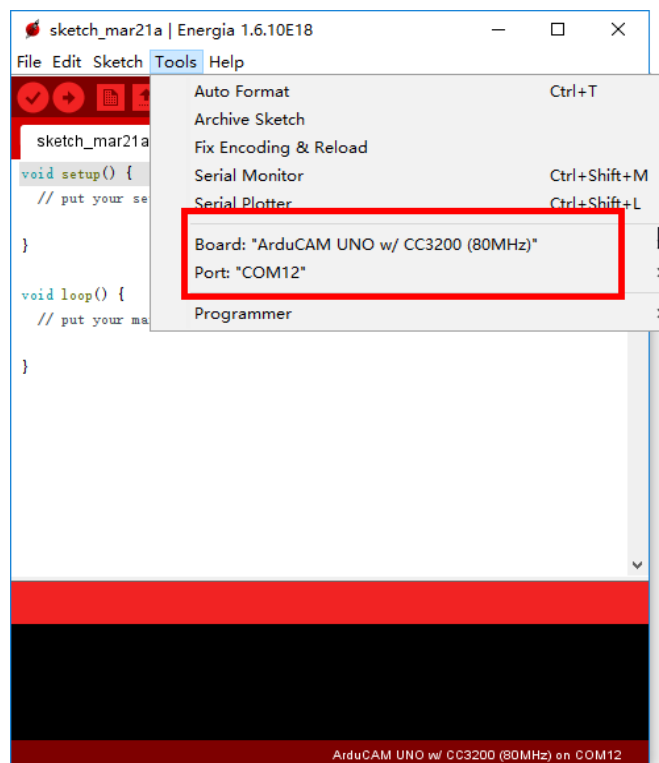 sketch_mar21a | Energia 1.6.10E18
File Edit Sketch Tools Help
Auto Format Ctrl+T
Archive Sketch
sketch_mar21a
Fix Encoding & Reload
void setup() {
Serial Monitor Ctrl+Shift+M
// put your se
Serial Plotter Ctrl+Shift+L
}
Board: "ArduCAM UNO w/ CC3200 (80MHz)"
Port: "COM12"
void loop() {
// put your ma
Programmer
}
ArduCAM UNO w/ CC3200 (80MHz) on COM12